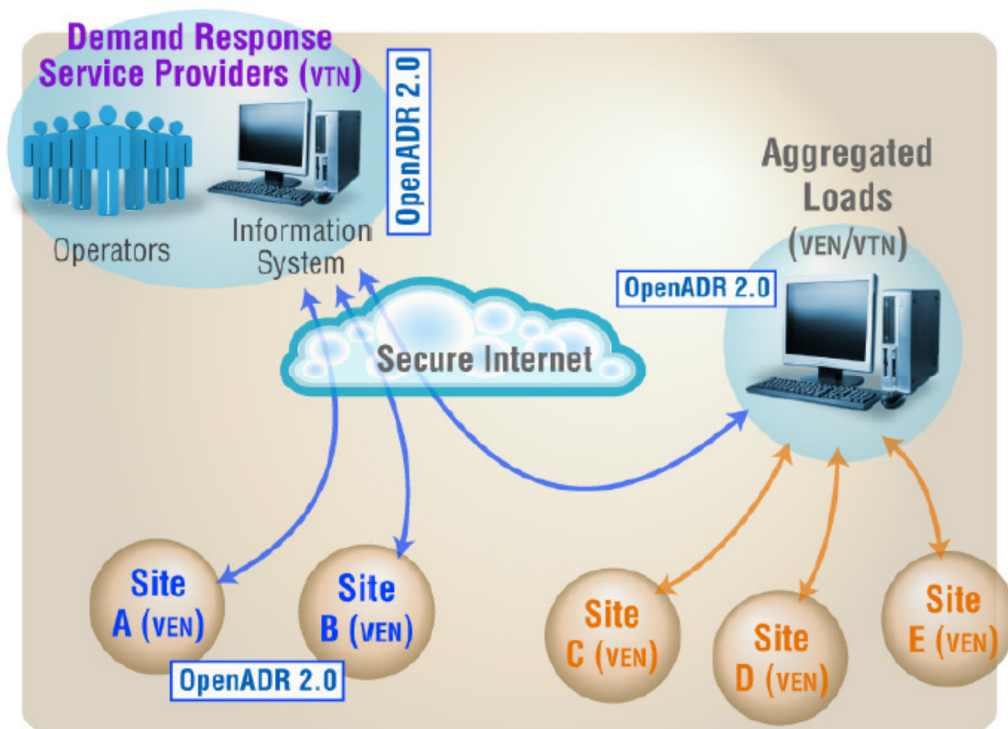 Demand Response
Service Providers (VTN)
OpenADR 2.0
Operators
Information
System
Aggregated
Loads
(VEN/VTN)
OpenADR 2.0
Secure Internet
Site
A (VEN)
Site
B (VEN)
OpenADR 2.0
Site
C (VEN)
Site
D (VEN)
Site
E (VEN)